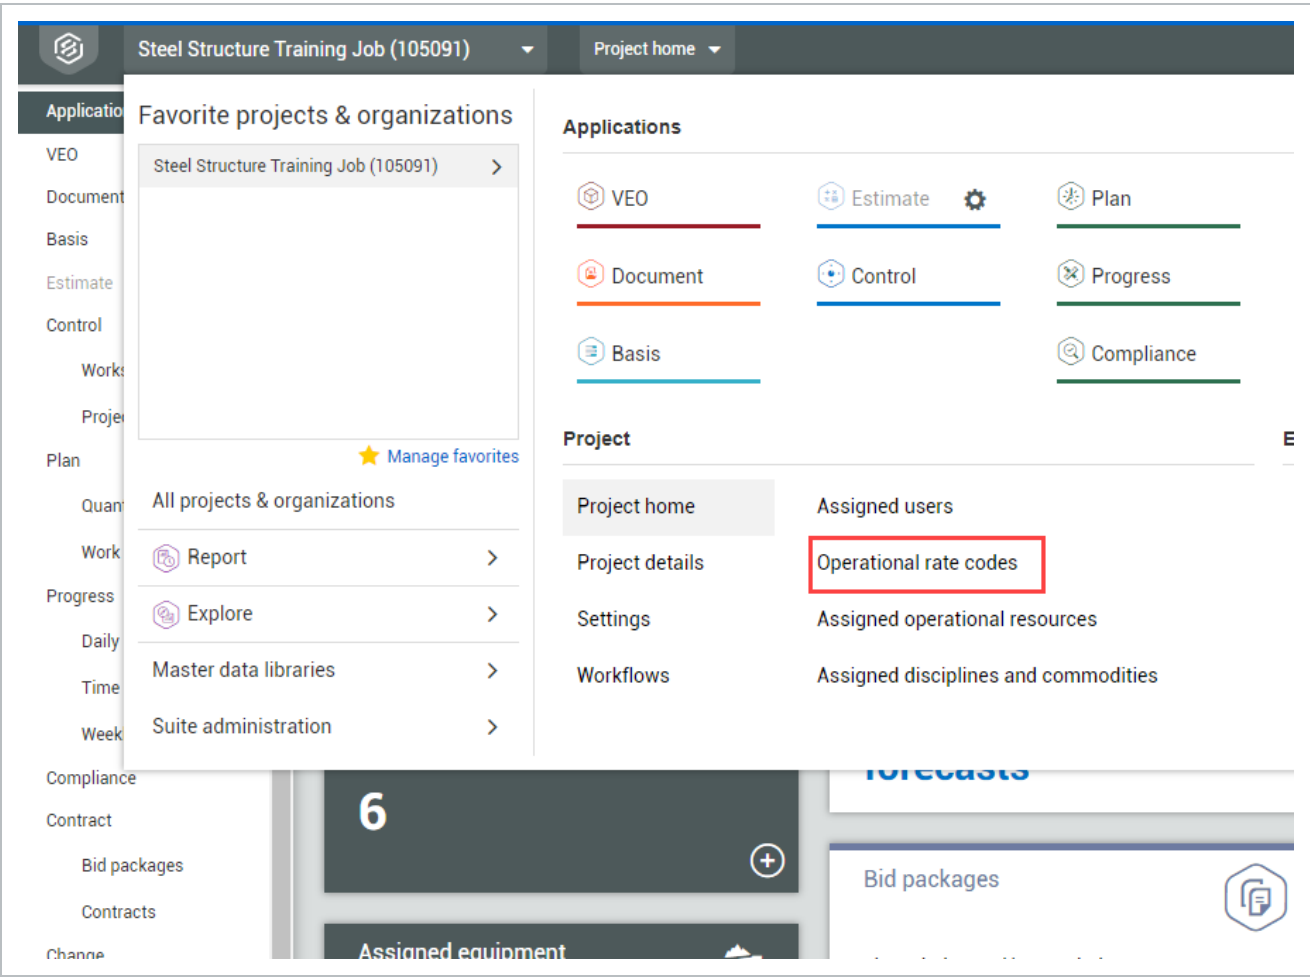 Steel Structure Training Job (105091)
Project home
Applicatio
VEO
Document
Basis
Estimate
Control
Works
Proje
Plan
Quan
Work
Progress
Daily
Time
Week
Compliance
Contract
Bid packages
Contracts
Change
Favorite projects & organizations
Steel Structure Training Job (105091)
Manage favorites
All projects & organizations
Report
Explore
Master data libraries
Suite administration
Applications
VEO
Estimate
Plan
Document
Control
Progress
Basis
Compliance
Project
E
Project home
Assigned users
Project details
Operational rate codes
Settings
Assigned operational resources
Workflows
Assigned disciplines and commodities
forecasts
6
Bid packages
Assigned equipment